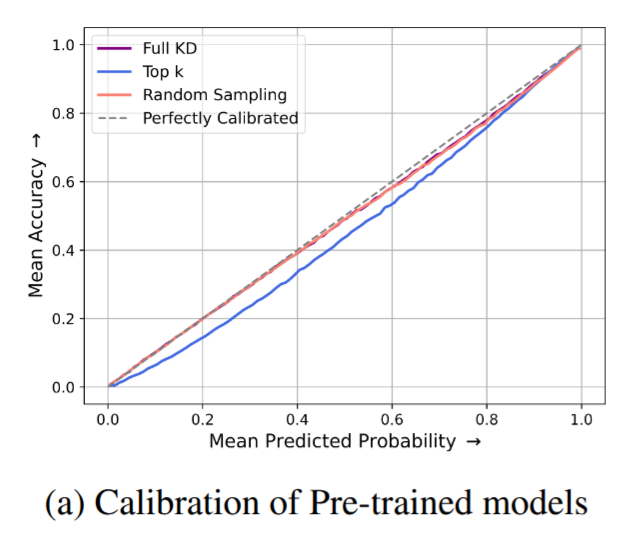 Full KD
Top k
Random Sampling
Perfectly Calibrated
Mean Accuracy →
1.0
0.8
0.6
0.4
0.2
0.0
0.0 0.2 0.4 0.6 0.8 1.0
Mean Predicted Probability →
(a) Calibration of Pre-trained models